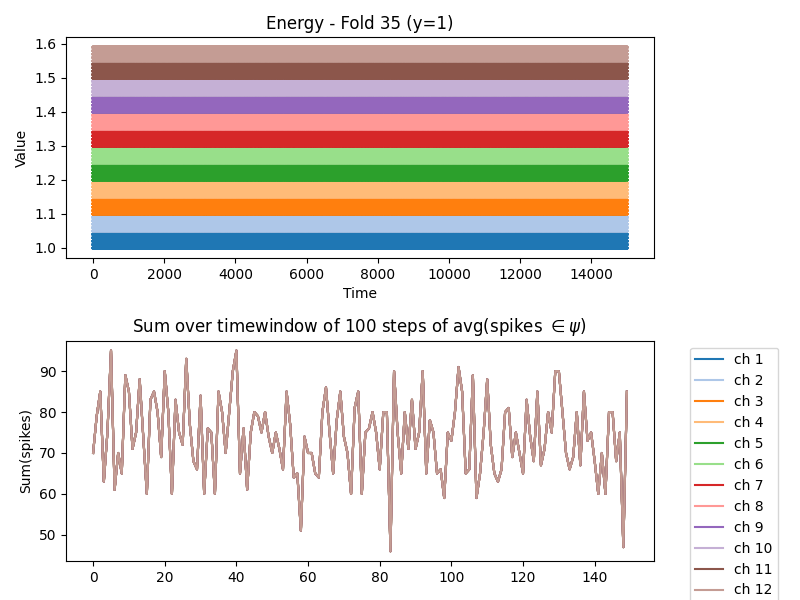 Energy - Fold 35 (y=1)
1.6
1.5
1.4
1.3
1.2
1.1
1.0
Value
0 2000 4000 6000 8000 10000 12000 14000
Time
Sum over timewindow of 100 steps of avg(spikes ∈ ψ)
90
80
70
60
50
Sum(spikes)
0 20 40 60 80 100 120 140
ch 1
ch 2
ch 3
ch 4
ch 5
ch 6
ch 7
ch 8
ch 9
ch 10
ch 11
ch 12